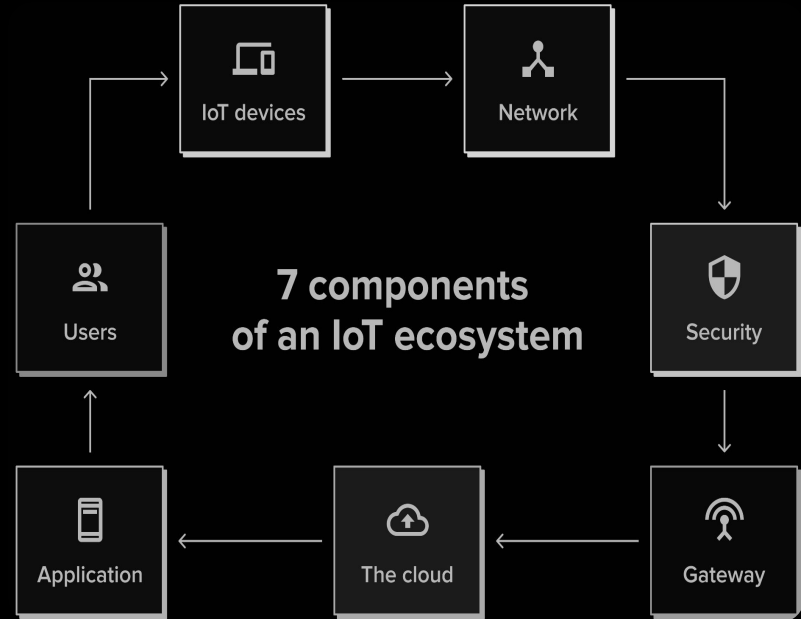 IoT devices
Network
7 components
of an IoT ecosystem
Users
Security
Application
The cloud
Gateway